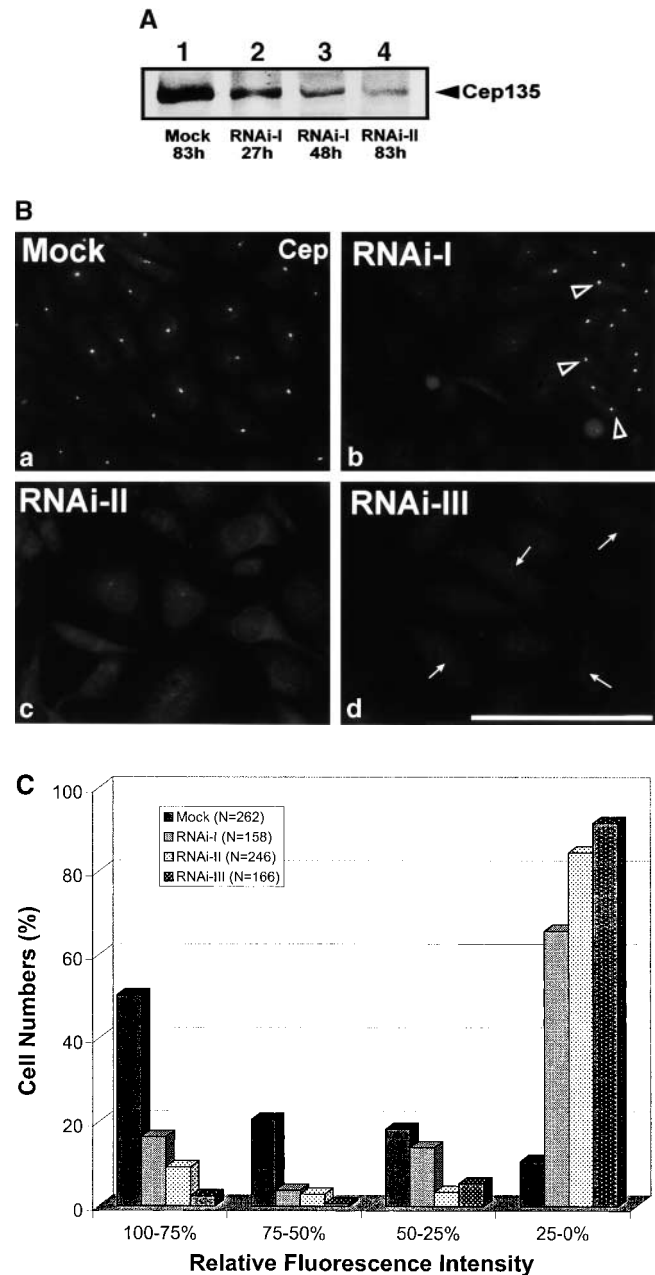 A
1 2 3 4
Cep135
Mock RNAi-I RNAi-I RNAi-II
83h 27h 48h 83h
B
Mock Cep RNAi-I
a b
RNAi-II RNAi-III
c d
C
100
80
60
40
20
0
Cell Numbers (%)
Mock (N=262)
RNAi-I (N=158)
RNAi-II (N=246)
RNAi-III (N=166)
100-75% 75-50% 50-25% 25-0%
Relative Fluorescence Intensity